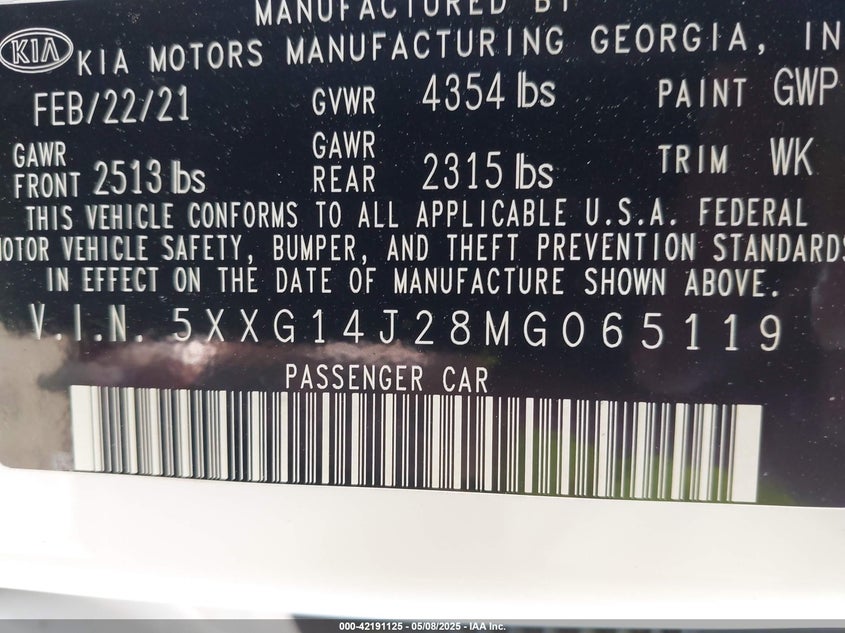 MANUFACTURED BY
KIA KIA MOTORS MANUFACTURING GEORGIA, IN
FEB/22/21 GVWR 4354 lbs PAINT GWP
GAWR FRONT 2513 lbs GAWR REAR 2315 lbs TRIM WK
THIS VEHICLE CONFORMS TO ALL APPLICABLE U.S.A. FEDERAL
MOTOR VEHICLE SAFETY, BUMPER, AND THEFT PREVENTION STANDARDS
IN EFFECT ON THE DATE OF MANUFACTURE SHOWN ABOVE.
V.I.N. 5XXG14J28MG065119
PASSENGER CAR
000-42191125 - 05/08/2025 - IAA Inc.